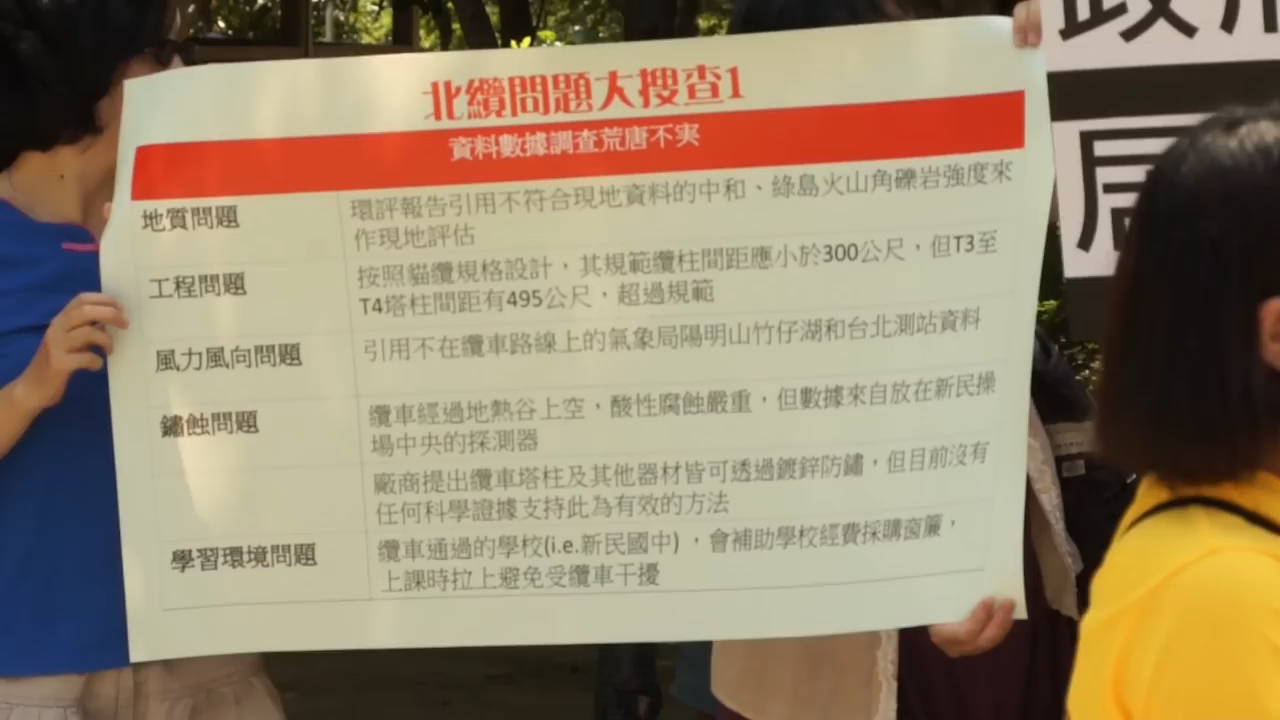 北纜問題大搜查1
資料數據調查荒唐不実
地質問題
環評報告引用不符合現地資料的中和、綠島火山角礫岩強度來
作現地評估
工程問題
按照貓纜規格設計，其規範纜柱間距應小於300公尺，但T3至
T4塔柱間距有495公尺，超過規範
風力風向問題
引用不在纜車路線上的氣象局陽明山竹仔湖和台北測站資料
鏽蝕問題
纜車經過地熱谷上空，酸性腐蝕嚴重，但數據來自放在新民操
場中央的探測器
廠商提出纜車塔柱及其他器材皆可透過鍍鋅防鏽，但目前沒有
任何科學證據支持此為有效的方法
學習環境問題
纜車通過的學校(i.e.新民國中) ，會補助學校經費採購窗簾，
上課時拉上避免受纜車干擾
政
局